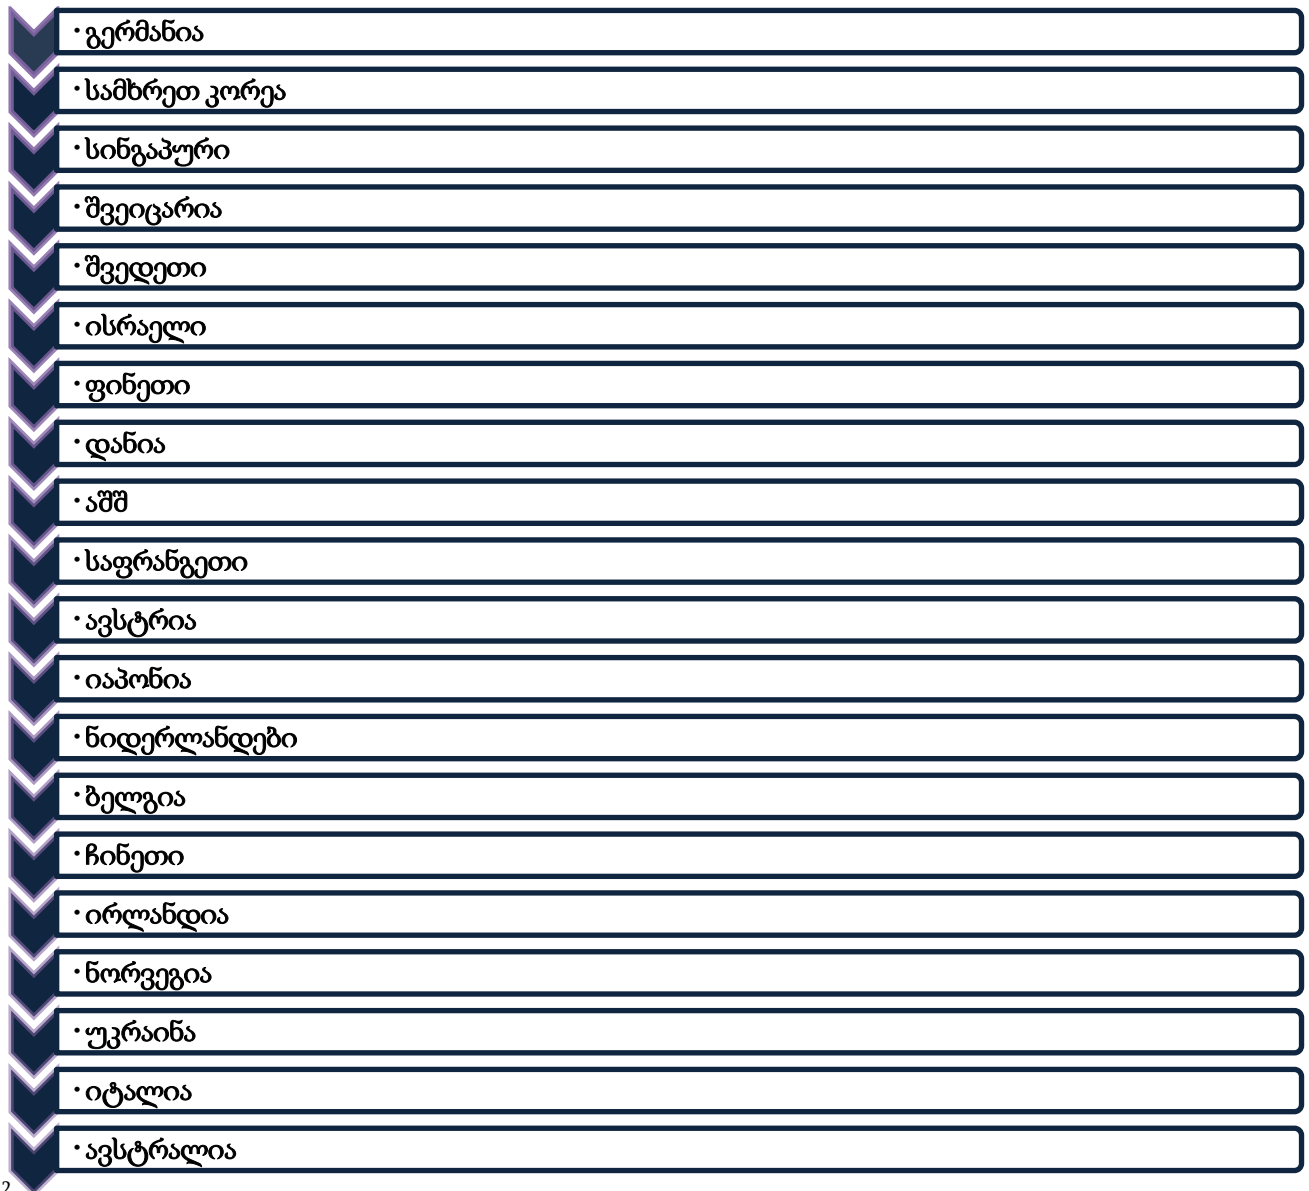 · გერმანია
· სამხრეთ კორეა
· სინგაპური
· შვეიცარია
· შვედეთი
· ისრაელი
· ფინეთი
· დანია
· აშშ
· საფრანგეთი
· ავსტრია
· იაპონია
· ნიდერლანდები
· ბელგია
· ჩინეთი
· ირლანდია
· ნორვეგია
· უკრაინა
· იტალია
· ავსტრალია
2